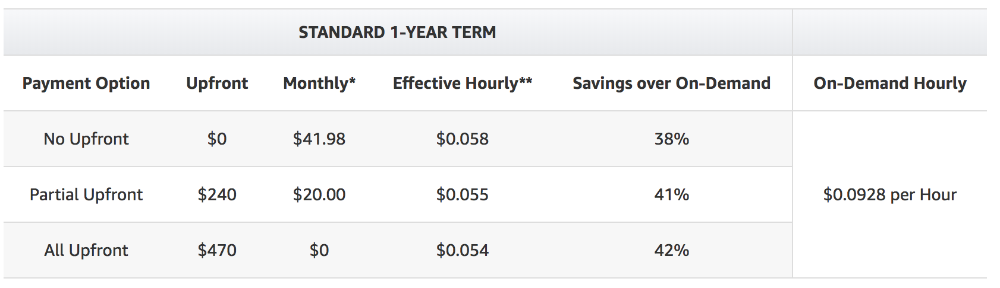 STANDARD 1-YEAR TERM
Payment Option Upfront Monthly* Effective Hourly** Savings over On-Demand On-Demand Hourly
No Upfront $0 $41.98 $0.058 38%
Partial Upfront $240 $20.00 $0.055 41% $0.0928 per Hour
All Upfront $470 $0 $0.054 42%